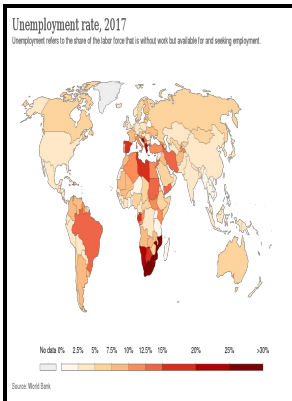 Unemployment rate, 2017
Unemployment refers to the share of the labor force that is without work but available for and seeking employment.
No data 0% 2.5% 5% 7.5% 10% 12.5% 15% 20% 25% >30%
Source: World Bank